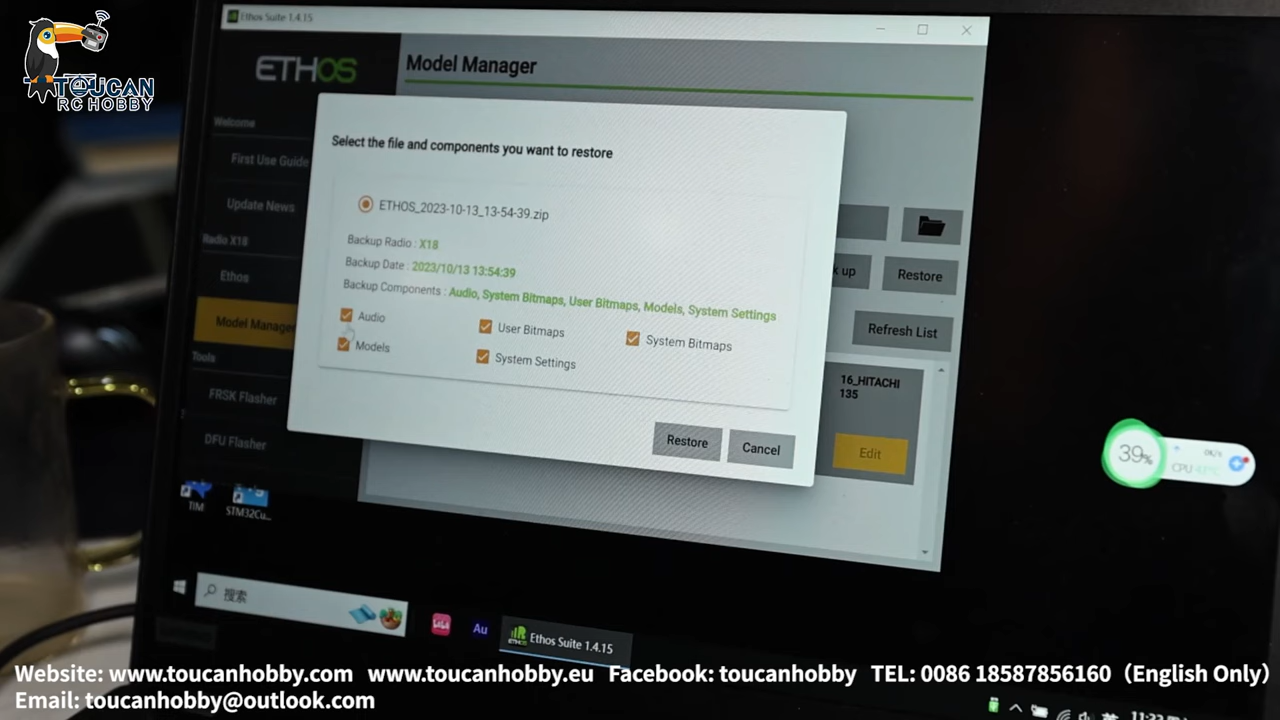 TOUCAN
RC HOBBY
Ethos Suite 1.4.15
ETHOS
Model Manager
Welcome
First Use Guide
Update News
Radio X18
Ethos
Model Manager
Tools
FRSK Flasher
DFU Flasher
Select the file and components you want to restore
ETHOS_2023-10-13_13-54-39.zip
Backup Radio : X18
Backup Date : 2023/10/13 13:54:39
Backup Components : Audio, System Bitmaps, User Bitmaps, Models, System Settings
Audio
User Bitmaps
System Bitmaps
Models
System Settings
Restore
Cancel
k up
Restore
Refresh List
16_HITACHI
135
Edit
39%
CPU
TIM
STM32Cu...
搜索
Au
Ethos Suite 1.4.15
Website: www.toucanhobby.com www.toucanhobby.eu Facebook: toucanhobby TEL: 0086 18587856160（English Only)
Email: toucanhobby@outlook.com